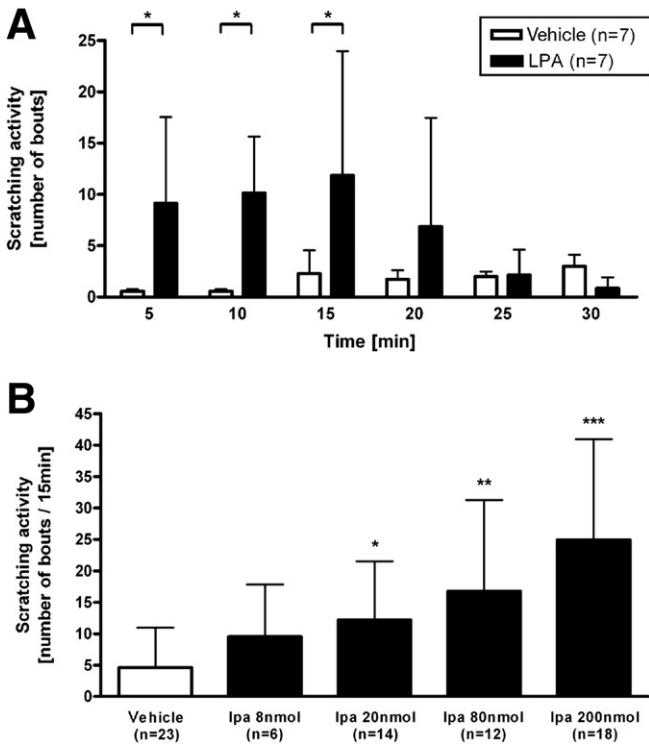 A
* * *
Vehicle (n=7)
LPA (n=7)
Scratching activity
[number of bouts]
25
20
15
10
5
0
5 10 15 20 25 30
Time [min]
B
Scratching activity
[number of bouts / 15min]
45
40
35
30
25
20
15
10
5
0
*
**
***
Vehicle lpa 8nmol lpa 20nmol lpa 80nmol lpa 200nmol
(n=23) (n=6) (n=14) (n=12) (n=18)